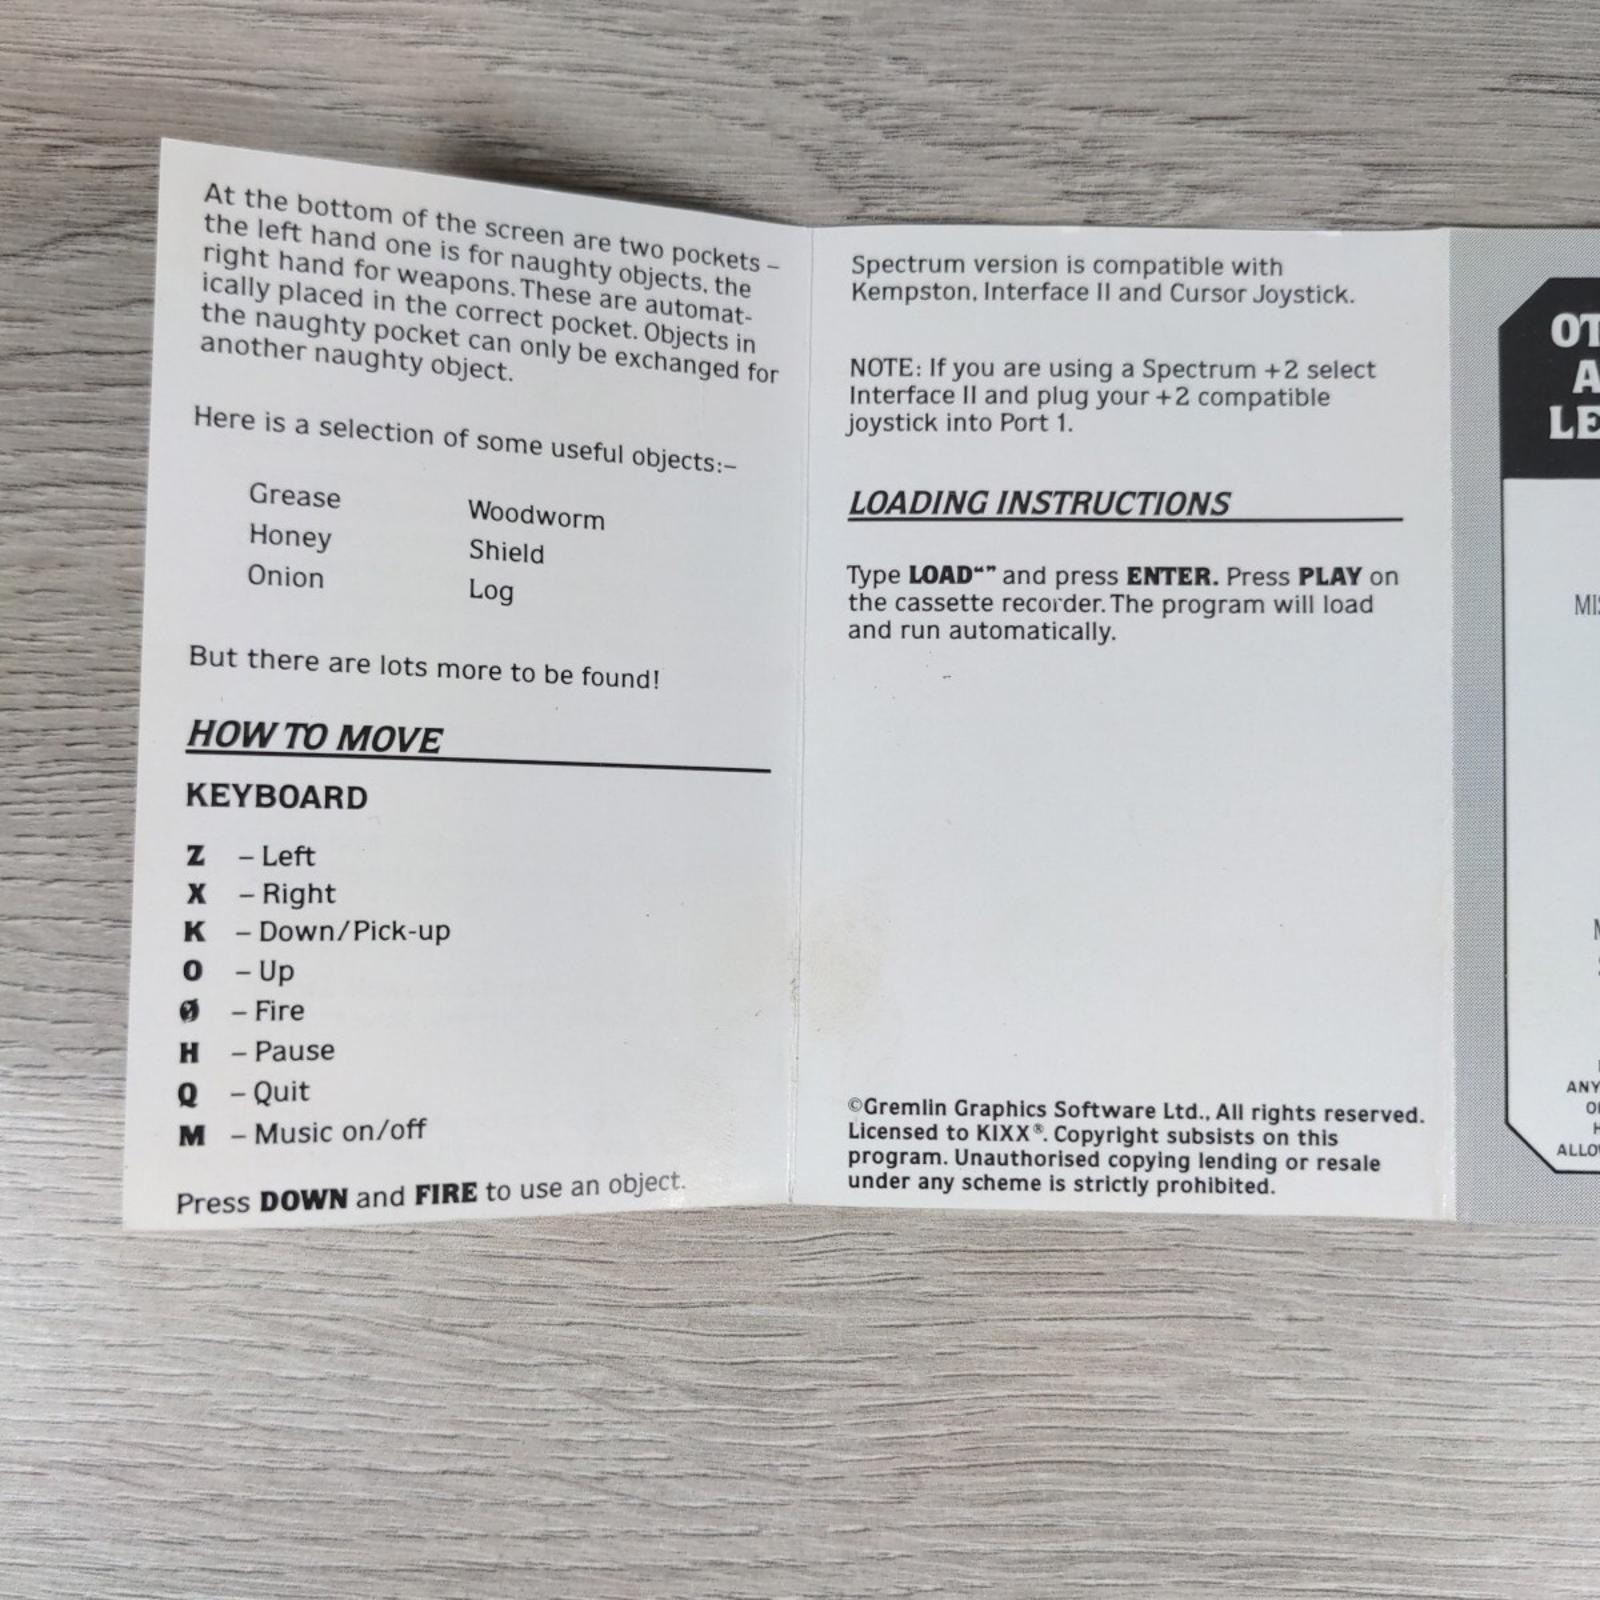 At the bottom of the screen are two pockets –
the left hand one is for naughty objects, the
right hand for weapons. These are automat-
ically placed in the correct pocket. Objects in
the naughty pocket can only be exchanged for
another naughty object.
Here is a selection of some useful objects:–
Grease Woodworm
Honey Shield
Onion Log
But there are lots more to be found!
HOW TO MOVE
KEYBOARD
Z – Left
X – Right
K – Down/Pick-up
O – Up
Ø – Fire
H – Pause
Q – Quit
M – Music on/off
Press DOWN and FIRE to use an object.
Spectrum version is compatible with
Kempston, Interface II and Cursor Joystick.
NOTE: If you are using a Spectrum +2 select
Interface II and plug your +2 compatible
joystick into Port 1.
LOADING INSTRUCTIONS
Type LOAD“” and press ENTER. Press PLAY on
the cassette recorder. The program will load
and run automatically.
©Gremlin Graphics Software Ltd., All rights reserved.
Licensed to KIXX®. Copyright subsists on this
program. Unauthorised copying lending or resale
under any scheme is strictly prohibited.
OT
A
LE
MIS
ANY
ALLO